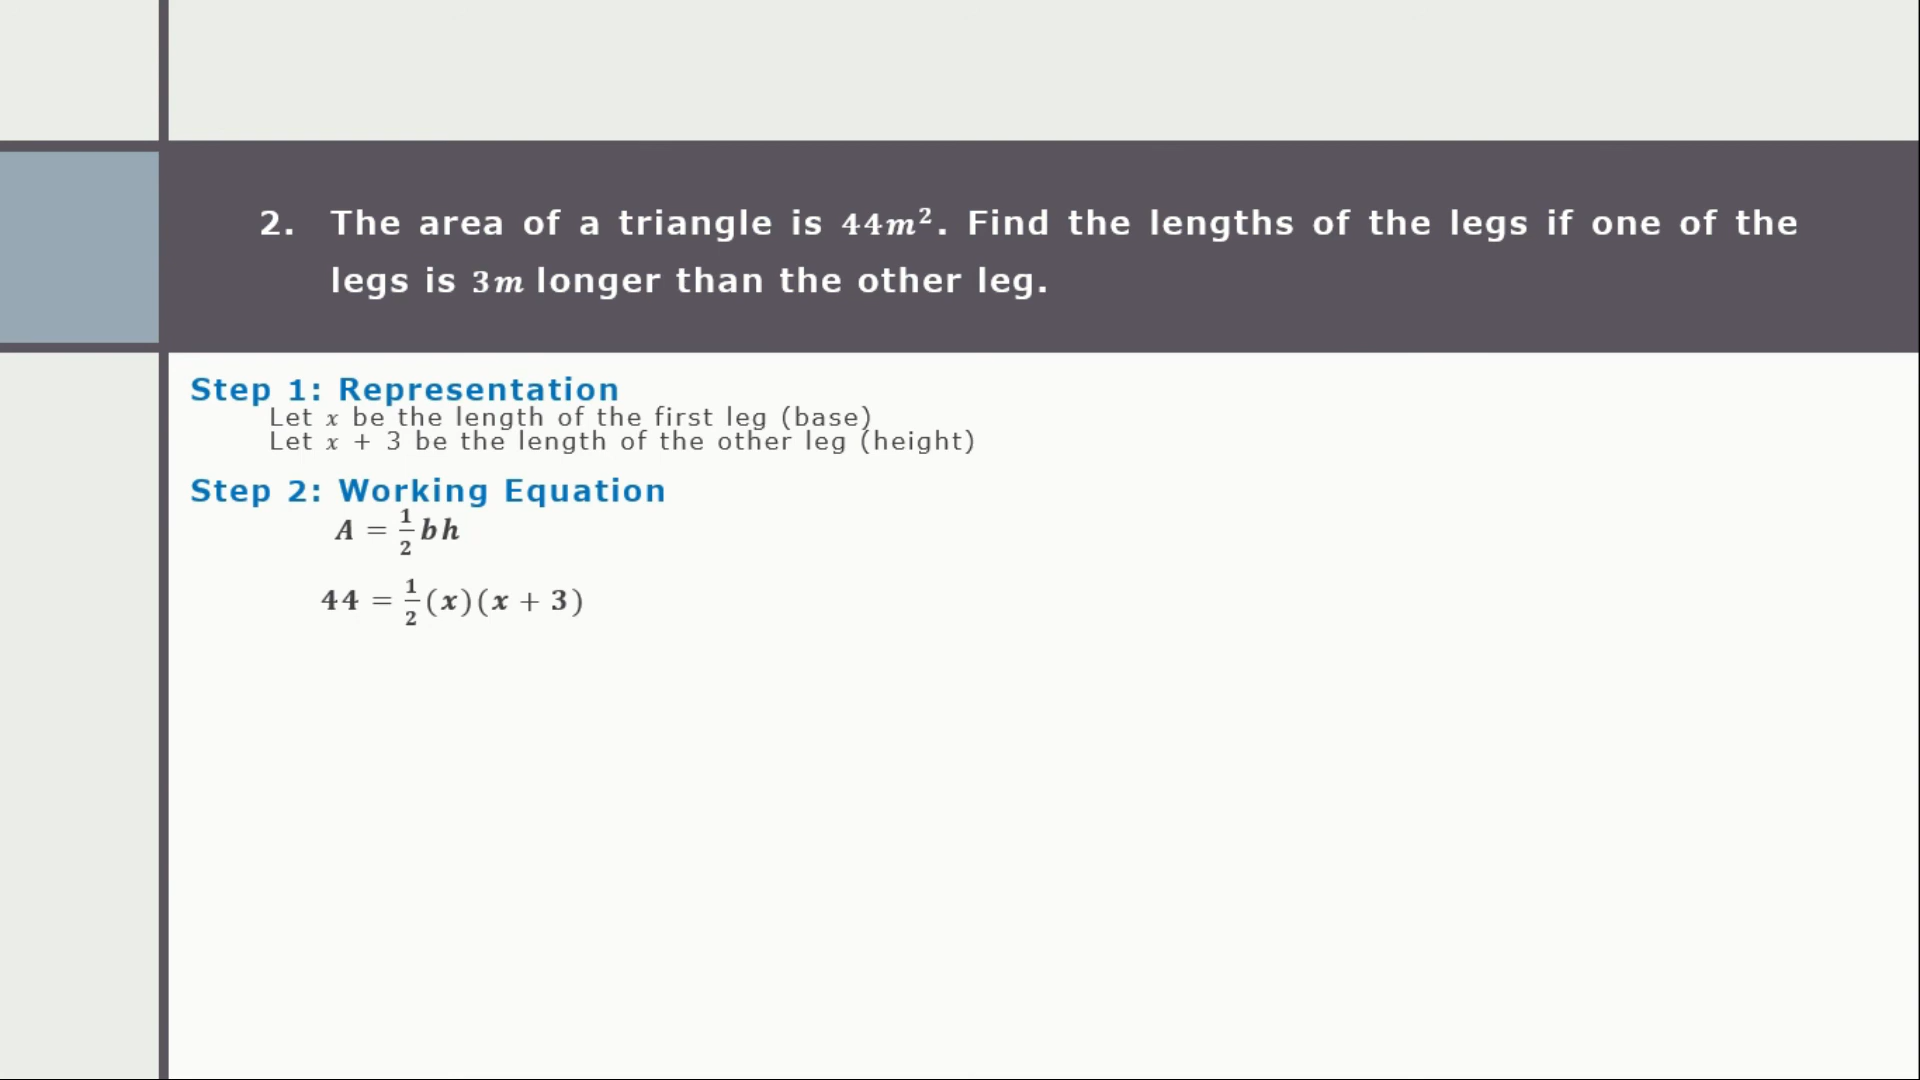 2. The area of a triangle is 44m². Find the lengths of the legs if one of the
legs is 3m longer than the other leg.
Step 1: Representation
Let x be the length of the first leg (base)
Let x + 3 be the length of the other leg (height)
Step 2: Working Equation
A = 1/2 bh
44 = 1/2 (x)(x + 3)